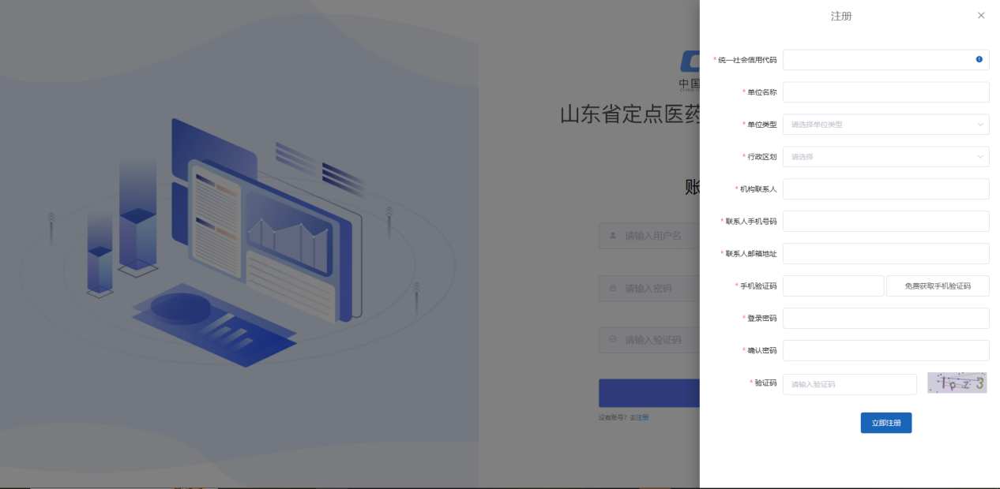 中国
山东省定点医药
账
请输入用户名
请输入密码
请输入验证码
没有账号？去注册
注册
* 统一社会信用代码
* 单位名称
* 单位类型 请选择单位类型
* 行政区划 请选择
* 机构联系人
* 联系人手机号码
* 联系人邮箱地址
* 手机验证码 免费获取手机验证码
* 登录密码
* 确认密码
* 验证码 请输入验证码
立即注册